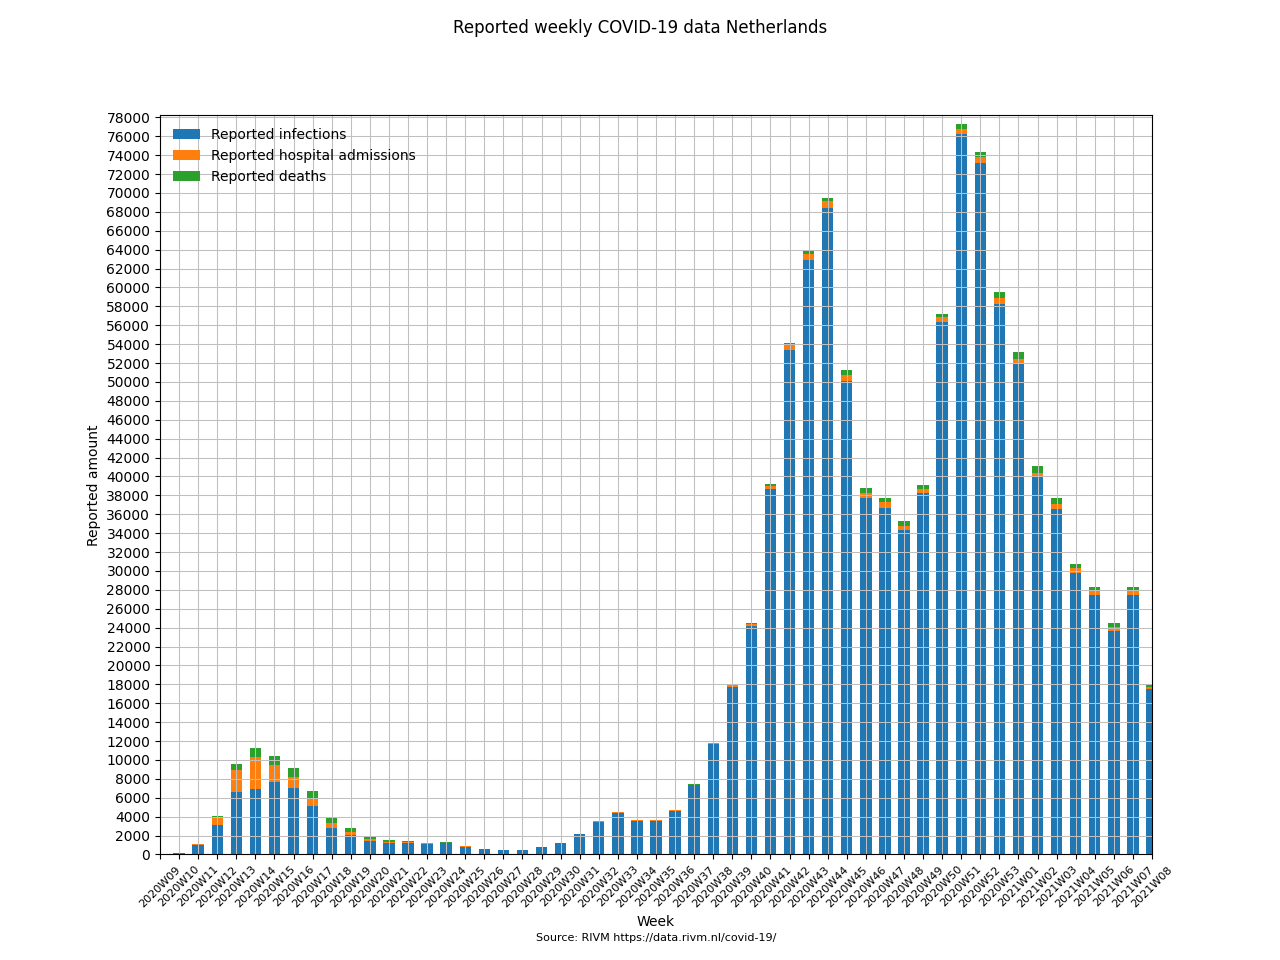 Reported weekly COVID-19 data Netherlands
Reported infections
Reported hospital admissions
Reported deaths
78000
76000
74000
72000
70000
68000
66000
64000
62000
60000
58000
56000
54000
52000
50000
48000
46000
44000
42000
40000
38000
36000
34000
32000
30000
28000
26000
24000
22000
20000
18000
16000
14000
12000
10000
8000
6000
4000
2000
0
Reported amount
2020W09
2020W10
2020W11
2020W12
2020W13
2020W14
2020W15
2020W16
2020W17
2020W18
2020W19
2020W20
2020W21
2020W22
2020W23
2020W24
2020W25
2020W26
2020W27
2020W28
2020W29
2020W30
2020W31
2020W32
2020W33
2020W34
2020W35
2020W36
2020W37
2020W38
2020W39
2020W40
2020W41
2020W42
2020W43
2020W44
2020W45
2020W46
2020W47
2020W48
2020W49
2020W50
2020W51
2020W52
2020W53
2021W01
2021W02
2021W03
2021W04
2021W05
2021W06
2021W07
2021W08
Week
Source: RIVM https://data.rivm.nl/covid-19/